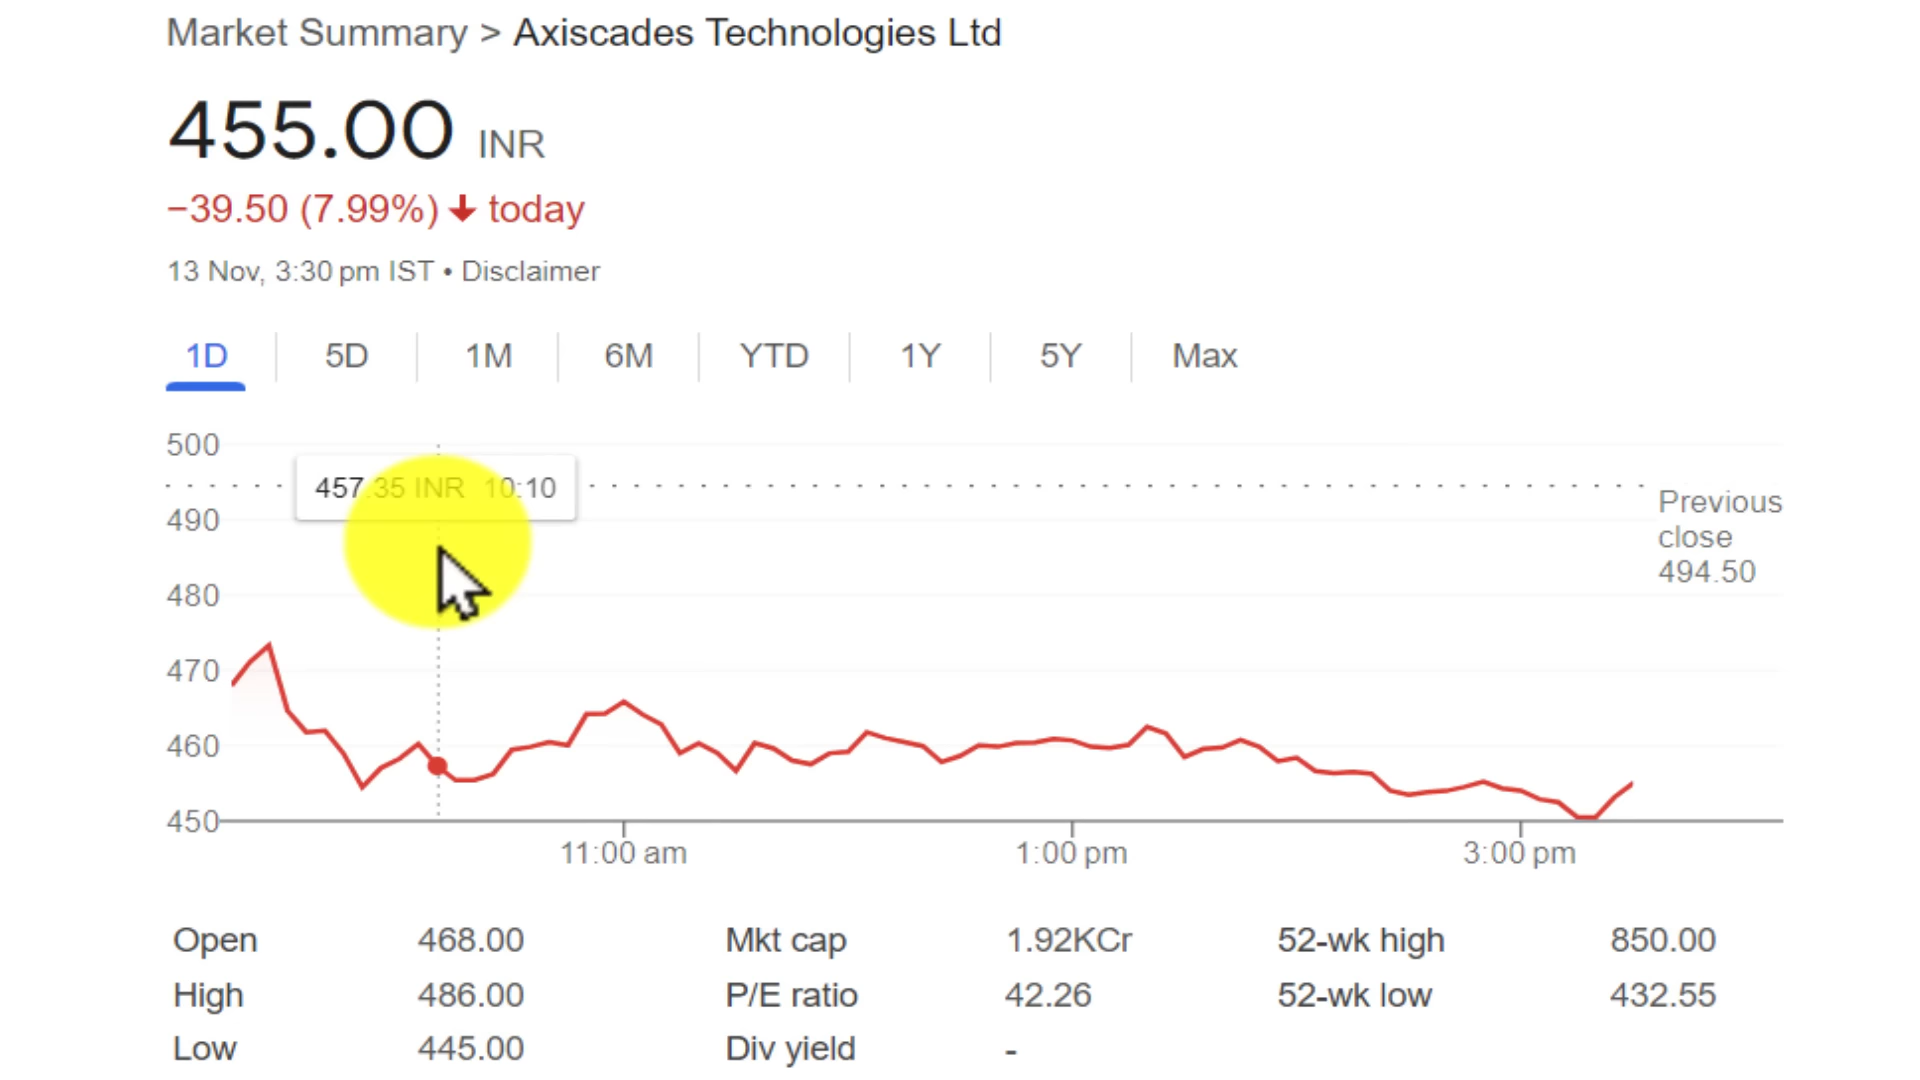 Market Summary > Axiscades Technologies Ltd
455.00 INR
−39.50 (7.99%) ↓ today
13 Nov, 3:30 pm IST • Disclaimer
1D 5D 1M 6M YTD 1Y 5Y Max
500
457.35 INR 10:10
490
480
470
460
450
Previous
close
494.50
11:00 am 1:00 pm 3:00 pm
Open 468.00 Mkt cap 1.92KCr 52-wk high 850.00
High 486.00 P/E ratio 42.26 52-wk low 432.55
Low 445.00 Div yield -